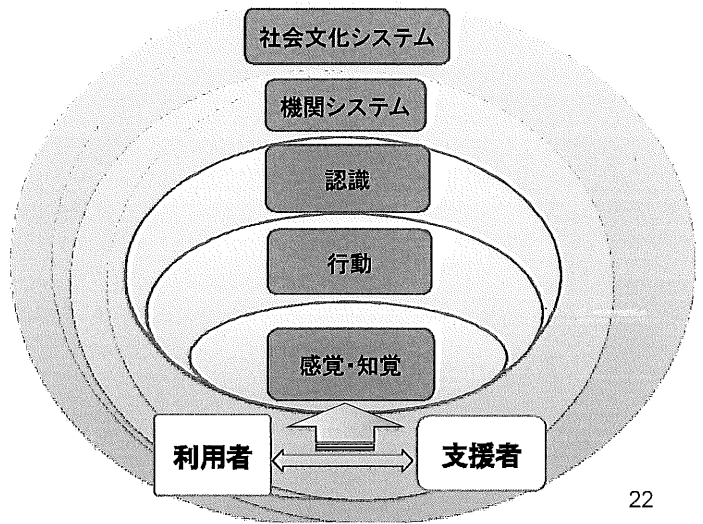 社会文化システム
機関システム
認識
行動
感覚・知覚
利用者
支援者
22